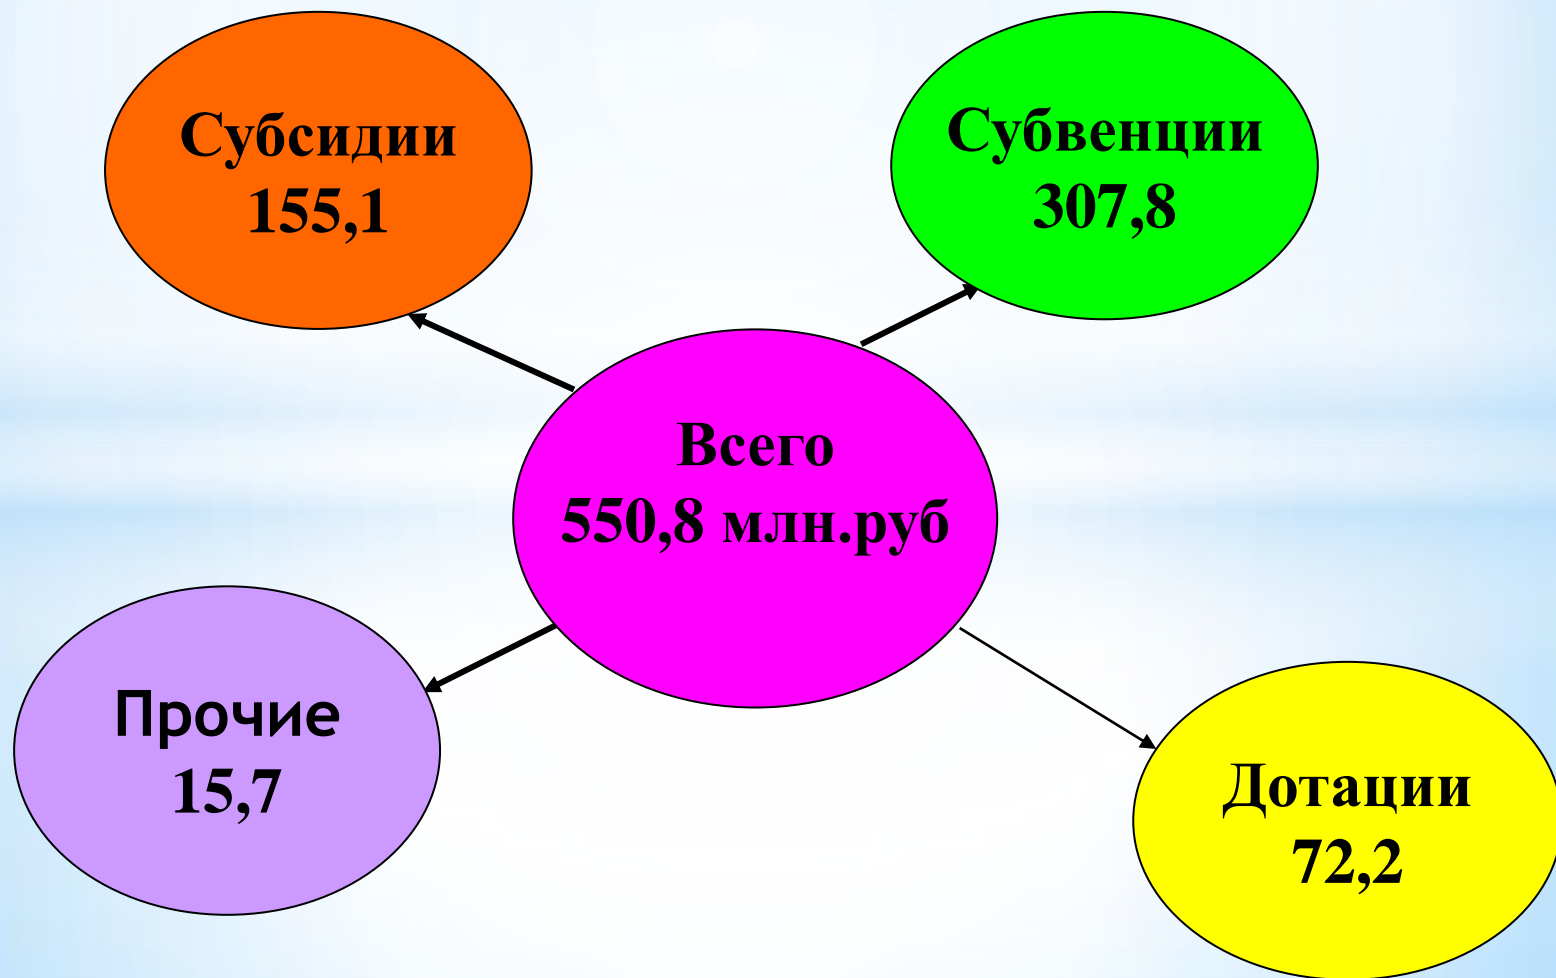 Субсидии
155,1
Субвенции
307,8
Всего
550,8 млн.руб
Прочие
15,7
Дотации
72,2